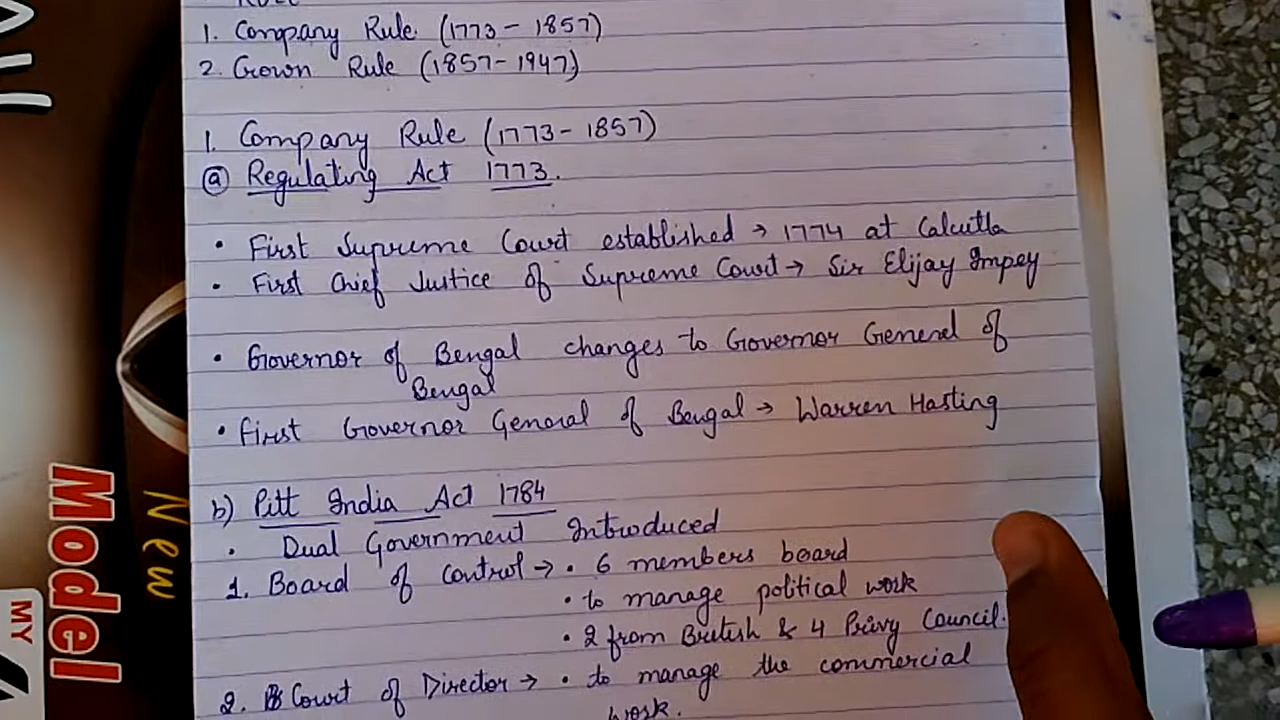 1. Company Rule (1773 - 1857)
2. Crown Rule (1857 - 1947)
1. Company Rule (1773 - 1857)
ⓐ Regulating Act 1773.
• First Supreme Court established → 1774 at Calcutta
• First Chief Justice of Supreme Court → Sir Elijay Impey
• Governor of Bengal changes to Governor General of
Bengal
• First Governor General of Bengal → Warren Hasting
b) Pitt India Act 1784
• Dual Government Introduced
1. Board of control → • 6 members board
• to manage political work
• 2 from British & 4 Privy Council.
2. Court of Director → • to manage the commercial
work.
Model
New
MY